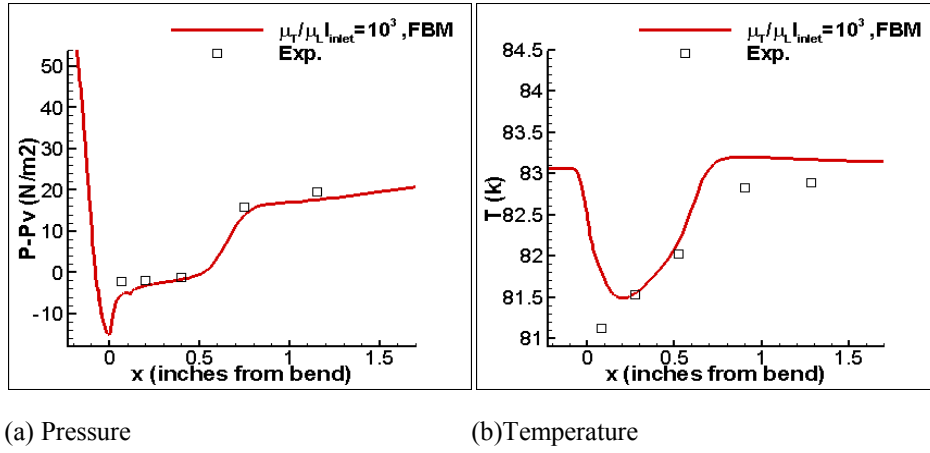 μT/μL|inlet=10³ ,FBM
Exp.
50
40
30
20
10
0
-10
P-Pv (N/m2)
0
0.5
1
1.5
x (inches from bend)
μT/μL|inlet=10³ ,FBM
Exp.
84.5
84
83.5
83
82.5
82
81.5
81
T (k)
0
0.5
1
1.5
x (inches from bend)
(a) Pressure
(b)Temperature